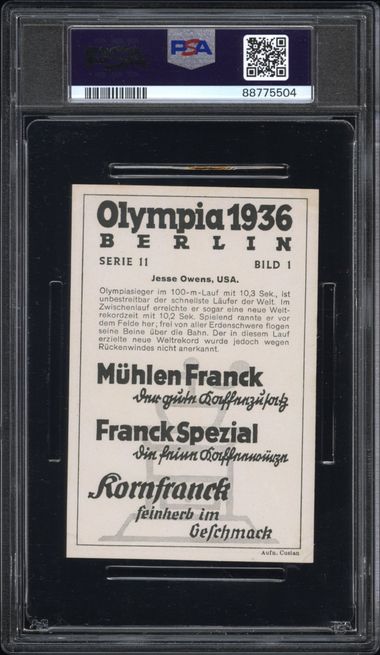 PSA
88775504
Olympia 1936
BERLIN
SERIE 11 BILD 1
Jesse Owens, USA.
Olympiasieger im 100-m-Lauf mit 10,3 Sek., ist
unbestreitbar der schnellste Läufer der Welt. Im
Zwischenlauf erreichte er sogar eine neue Welt-
rekordzeit mit 10,2 Sek. Spielend rannte er vor
dem Felde her; frei von aller Erdenschwere flogen
seine Beine über die Bahn. Der in diesem Lauf
erzielte neue Weltrekord wurde jedoch wegen
Rückenwindes nicht anerkannt.
Mühlen Franck
der gute Kaffeezusatz
Franck Spezial
die feine Kaffeewürze
Kornfranck
feinherb im
Geschmack
Aufn. Custan